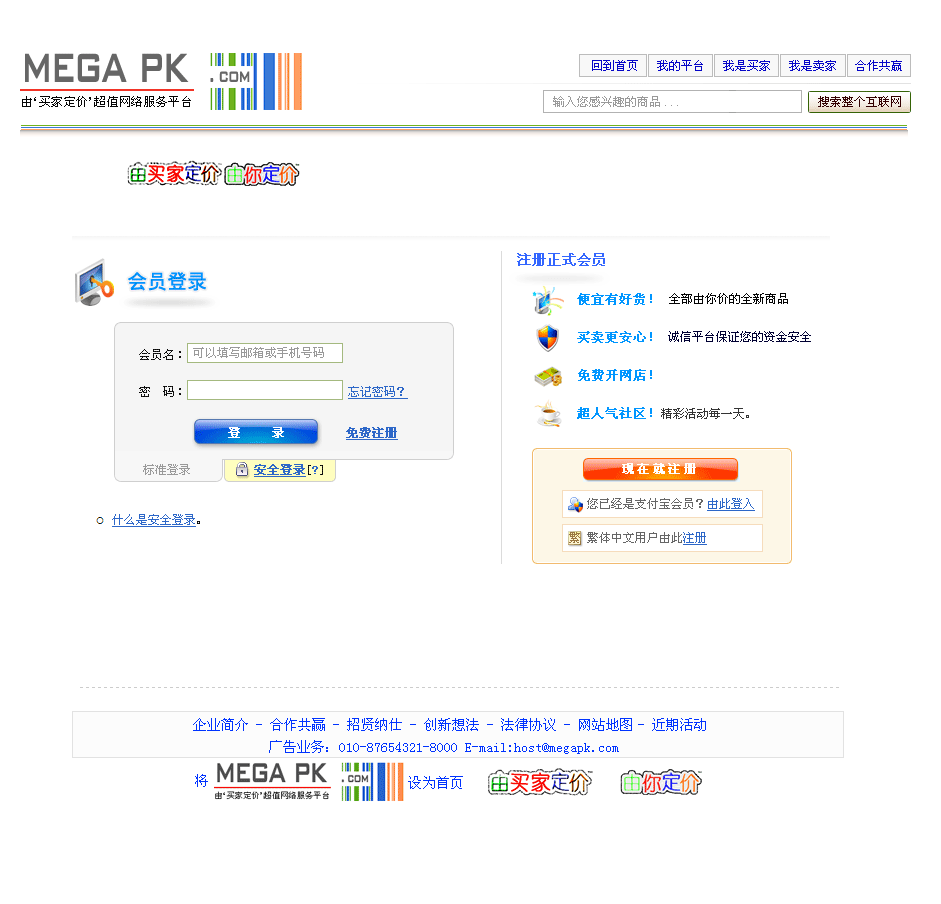 MEGA PK .COM
由‘买家定价’超值网络服务平台
回到首页 我的平台 我是买家 我是卖家 合作共赢
输入您感兴趣的商品 . . . 搜索整个互联网
由买家定价 由你定价
会员登录
会员名：可以填写邮箱或手机号码
密 码： 忘记密码？
登 录 免费注册
标准登录 安全登录[?]
什么是安全登录。
注册正式会员
便宜有好货！ 全部由你价的全新商品
买卖更安心！ 诚信平台保证您的资金安全
免费开网店！
超人气社区！精彩活动每一天。
现在就注册
您已经是支付宝会员？由此登入
繁 繁体中文用户由此注册
企业简介 - 合作共赢 - 招贤纳仕 - 创新想法 - 法律协议 - 网站地图 - 近期活动
广告业务：010-87654321-8000 E-mail:host@megapk.com
将 MEGA PK .COM 设为首页 由买家定价 由你定价
由‘买家定价’超值网络服务平台